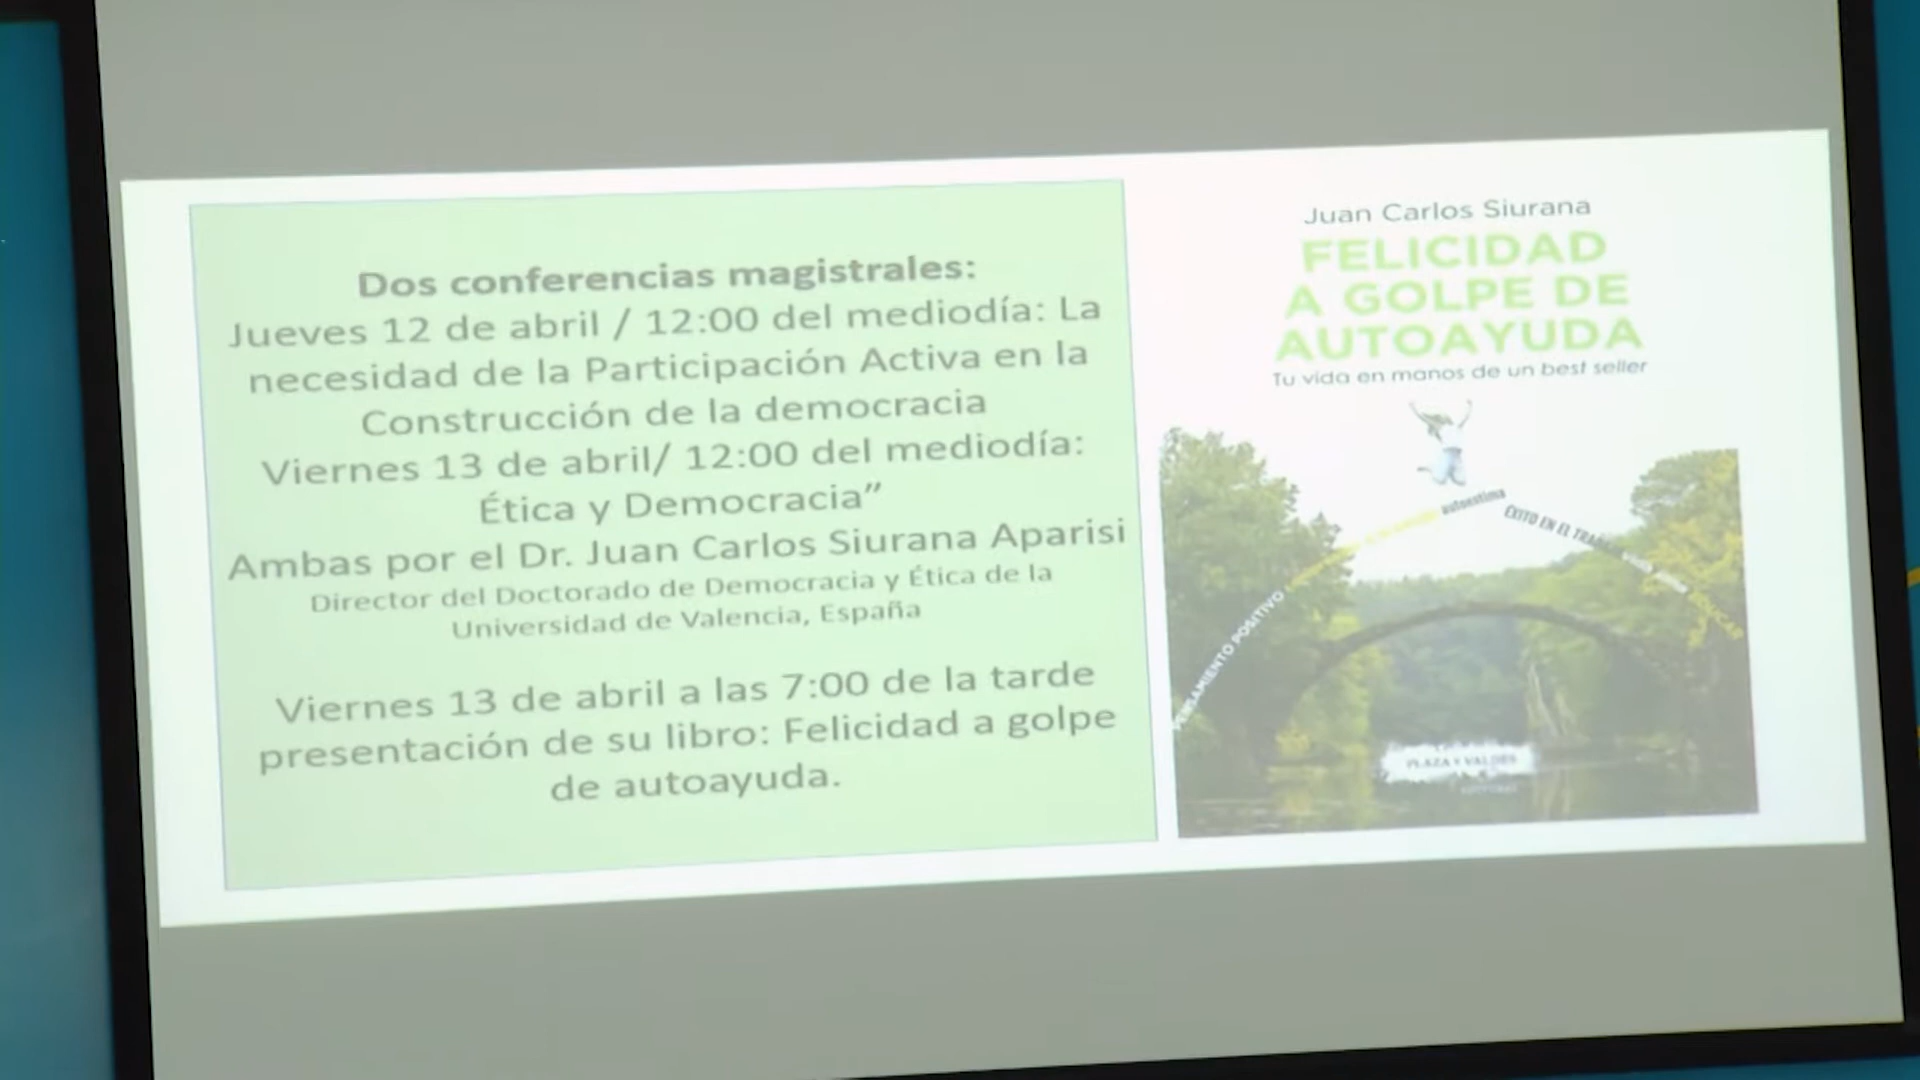 Dos conferencias magistrales:
Jueves 12 de abril / 12:00 del mediodía: La
necesidad de la Participación Activa en la
Construcción de la democracia
Viernes 13 de abril/ 12:00 del mediodía:
Ética y Democracia”
Ambas por el Dr. Juan Carlos Siurana Aparisi
Director del Doctorado de Democracia y Ética de la
Universidad de Valencia, España
Viernes 13 de abril a las 7:00 de la tarde
presentación de su libro: Felicidad a golpe
de autoayuda.
Juan Carlos Siurana
FELICIDAD
A GOLPE DE
AUTOAYUDA
Tu vida en manos de un best seller
PENSAMIENTO POSITIVO
autoestima
ÉXITO EN EL
EDUCAR
PLAZA Y VALDES